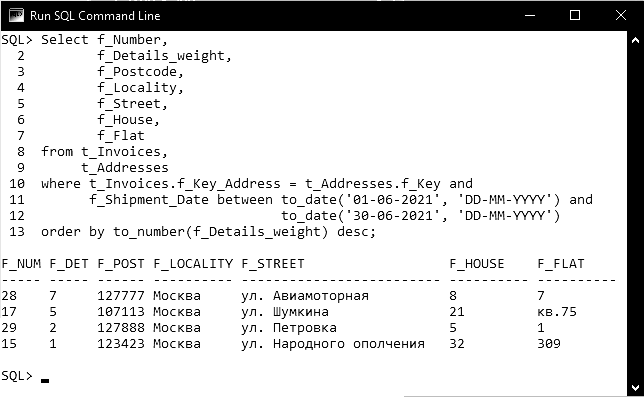 Run SQL Command Line
SQL> Select f_Number,
  2         f_Details_weight,
  3         f_Postcode,
  4         f_Locality,
  5         f_Street,
  6         f_House,
  7         f_Flat
  8  from t_Invoices,
  9       t_Addresses
 10  where t_Invoices.f_Key_Address = t_Addresses.f_Key and
 11        f_Shipment_Date between to_date('01-06-2021', 'DD-MM-YYYY') and
 12                                to_date('30-06-2021', 'DD-MM-YYYY')
 13  order by to_number(f_Details_weight) desc;
F_NUM F_DET F_POST F_LOCALITY F_STREET                  F_HOUSE    F_FLAT
----- ----- ------ ---------- ------------------------- ---------- ----------
28    7     127777 Москва     ул. Авиамоторная          8          7
17    5     107113 Москва     ул. Шумкина               21         кв.75
29    2     127888 Москва     ул. Петровка              5          1
15    1     123423 Москва     ул. Народного ополчения   32         309
SQL>